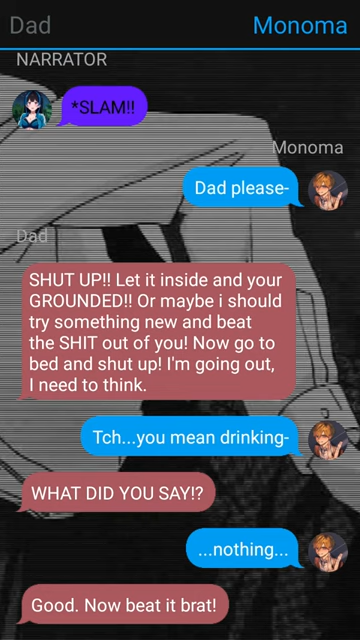 Dad
Monoma
NARRATOR
*SLAM!!
Monoma
Dad please-
Dad
SHUT UP!! Let it inside and your
GROUNDED!! Or maybe i should
try something new and beat
the SHIT out of you! Now go to
bed and shut up! I'm going out,
I need to think.
Tch...you mean drinking-
WHAT DID YOU SAY!?
...nothing...
Good. Now beat it brat!